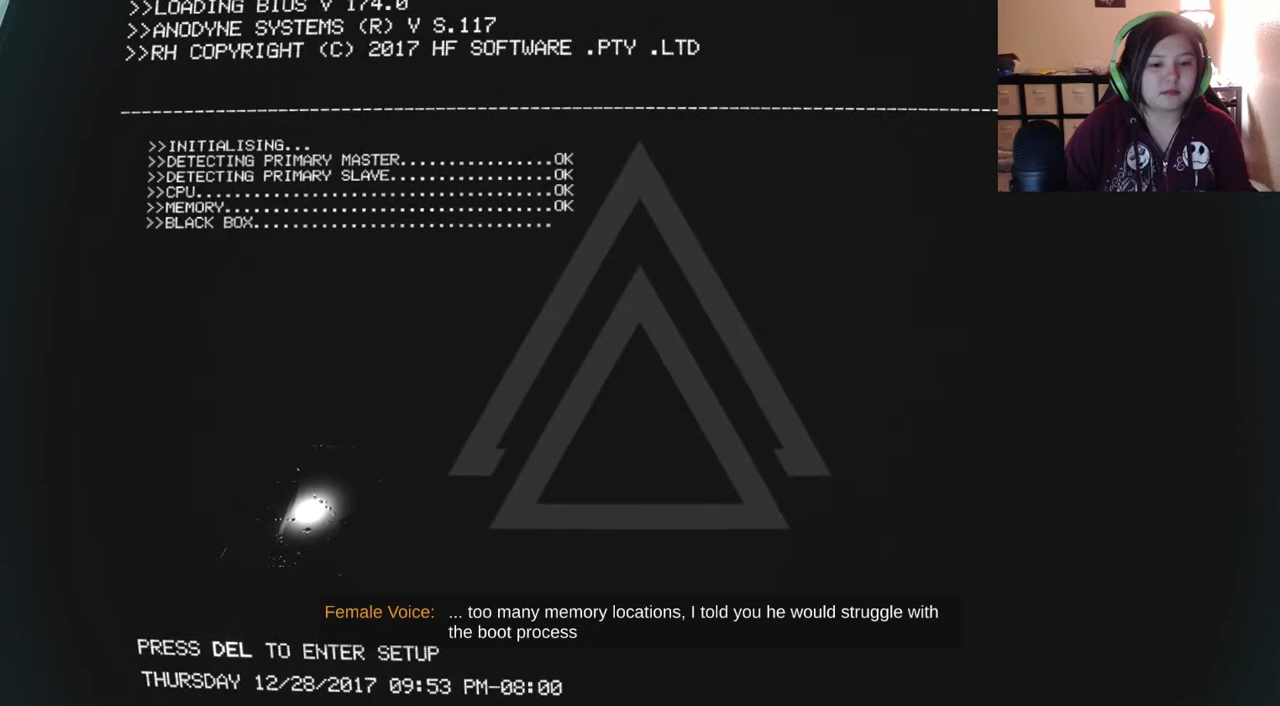 >>LOADING BIOS V 174.0
>>ANODYNE SYSTEMS (R) V S.117
>>RH COPYRIGHT (C) 2017 HF SOFTWARE .PTY .LTD
>>INITIALISING...
>>DETECTING PRIMARY MASTER................OK
>>DETECTING PRIMARY SLAVE.................OK
>>CPU.....................................OK
>>MEMORY..................................OK
>>BLACK BOX...............................
Female Voice: ... too many memory locations, I told you he would struggle with
the boot process
PRESS DEL TO ENTER SETUP
THURSDAY 12/28/2017 09:53 PM-08:00